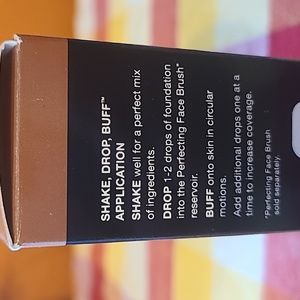 SHAKE, DROP, BUFF™
APPLICATION
SHAKE well for a perfect mix
of ingredients.
DROP 1-2 drops of foundation
into the Perfecting Face Brush*
reservoir.
BUFF onto skin in circular
motions.
Add additional drops one at a
time to increase coverage.
*Perfecting Face Brush
sold separately.